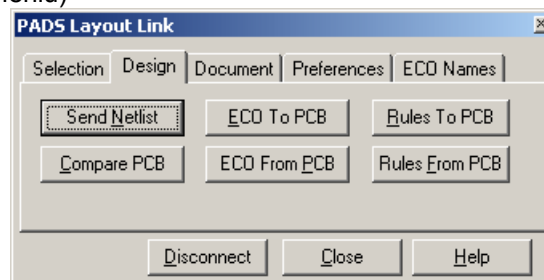 PADS Layout Link
Selection Design Document Preferences ECO Names
Send Netlist ECO To PCB Rules To PCB
Compare PCB ECO From PCB Rules From PCB
Disconnect Close Help